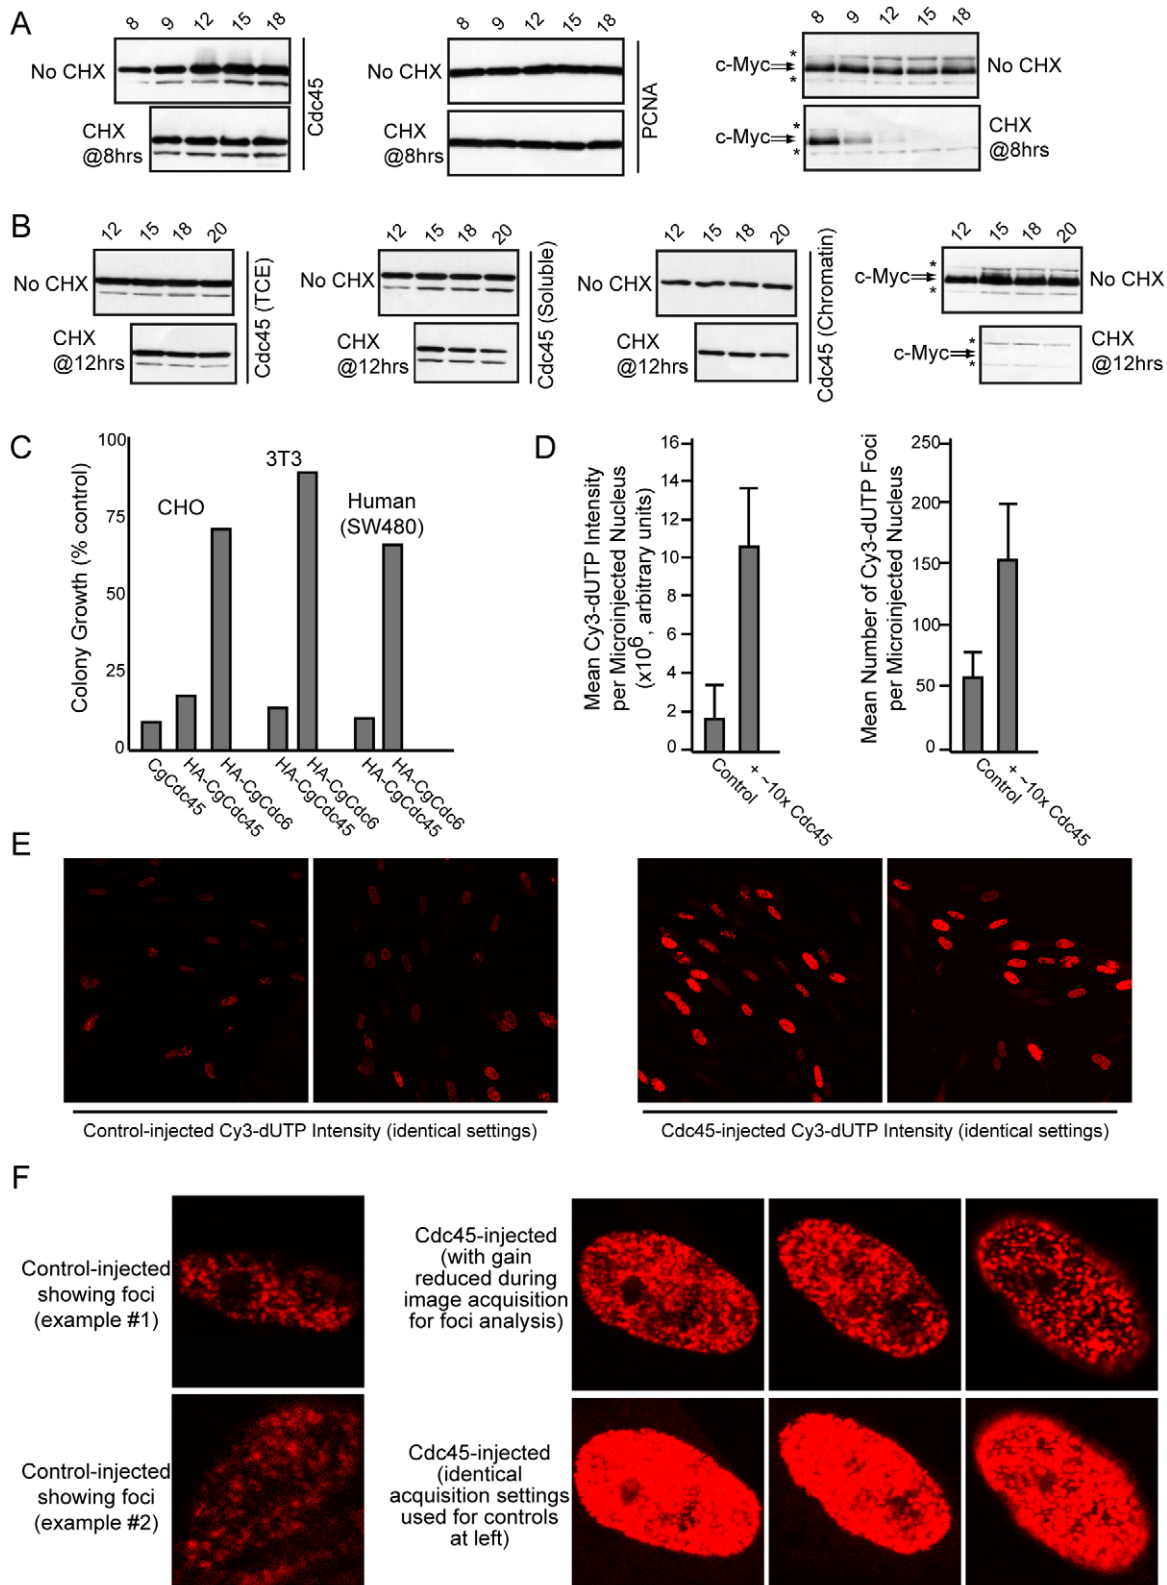 A
8 9 12 15 18
No CHX
CHX
@8hrs
Cdc45
8 9 12 15 18
No CHX
CHX
@8hrs
PCNA
8 9 12 15 18
*
c-Myc
*
No CHX
*
c-Myc
*
CHX
@8hrs
B
12 15 18 20
No CHX
CHX
@12hrs
Cdc45 (TCE)
12 15 18 20
No CHX
CHX
@12hrs
Cdc45 (Soluble)
12 15 18 20
No CHX
CHX
@12hrs
Cdc45 (Chromatin)
12 15 18 20
*
c-Myc
*
No CHX
*
c-Myc
*
CHX
@12hrs
C
Colony Growth (% control)
100
75
50
25
0
CHO
3T3
Human
(SW480)
CgCdc45
HA-CgCdc45
HA-CgCdc6
HA-CgCdc45
HA-CgCdc6
HA-CgCdc45
HA-CgCdc6
D
Mean Cy3-dUTP Intensity
per Microinjected Nucleus
(x10^6, arbitrary units)
16
14
12
10
8
6
4
2
0
Control
+ ~10x Cdc45
Mean Number of Cy3-dUTP Foci
per Microinjected Nucleus
250
200
150
100
50
0
Control
+ ~10x Cdc45
E
Control-injected Cy3-dUTP Intensity (identical settings)
Cdc45-injected Cy3-dUTP Intensity (identical settings)
F
Control-injected
showing foci
(example #1)
Cdc45-injected
(with gain
reduced during
image acquisition
for foci analysis)
Control-injected
showing foci
(example #2)
Cdc45-injected
(identical
acquisition settings
used for controls
at left)